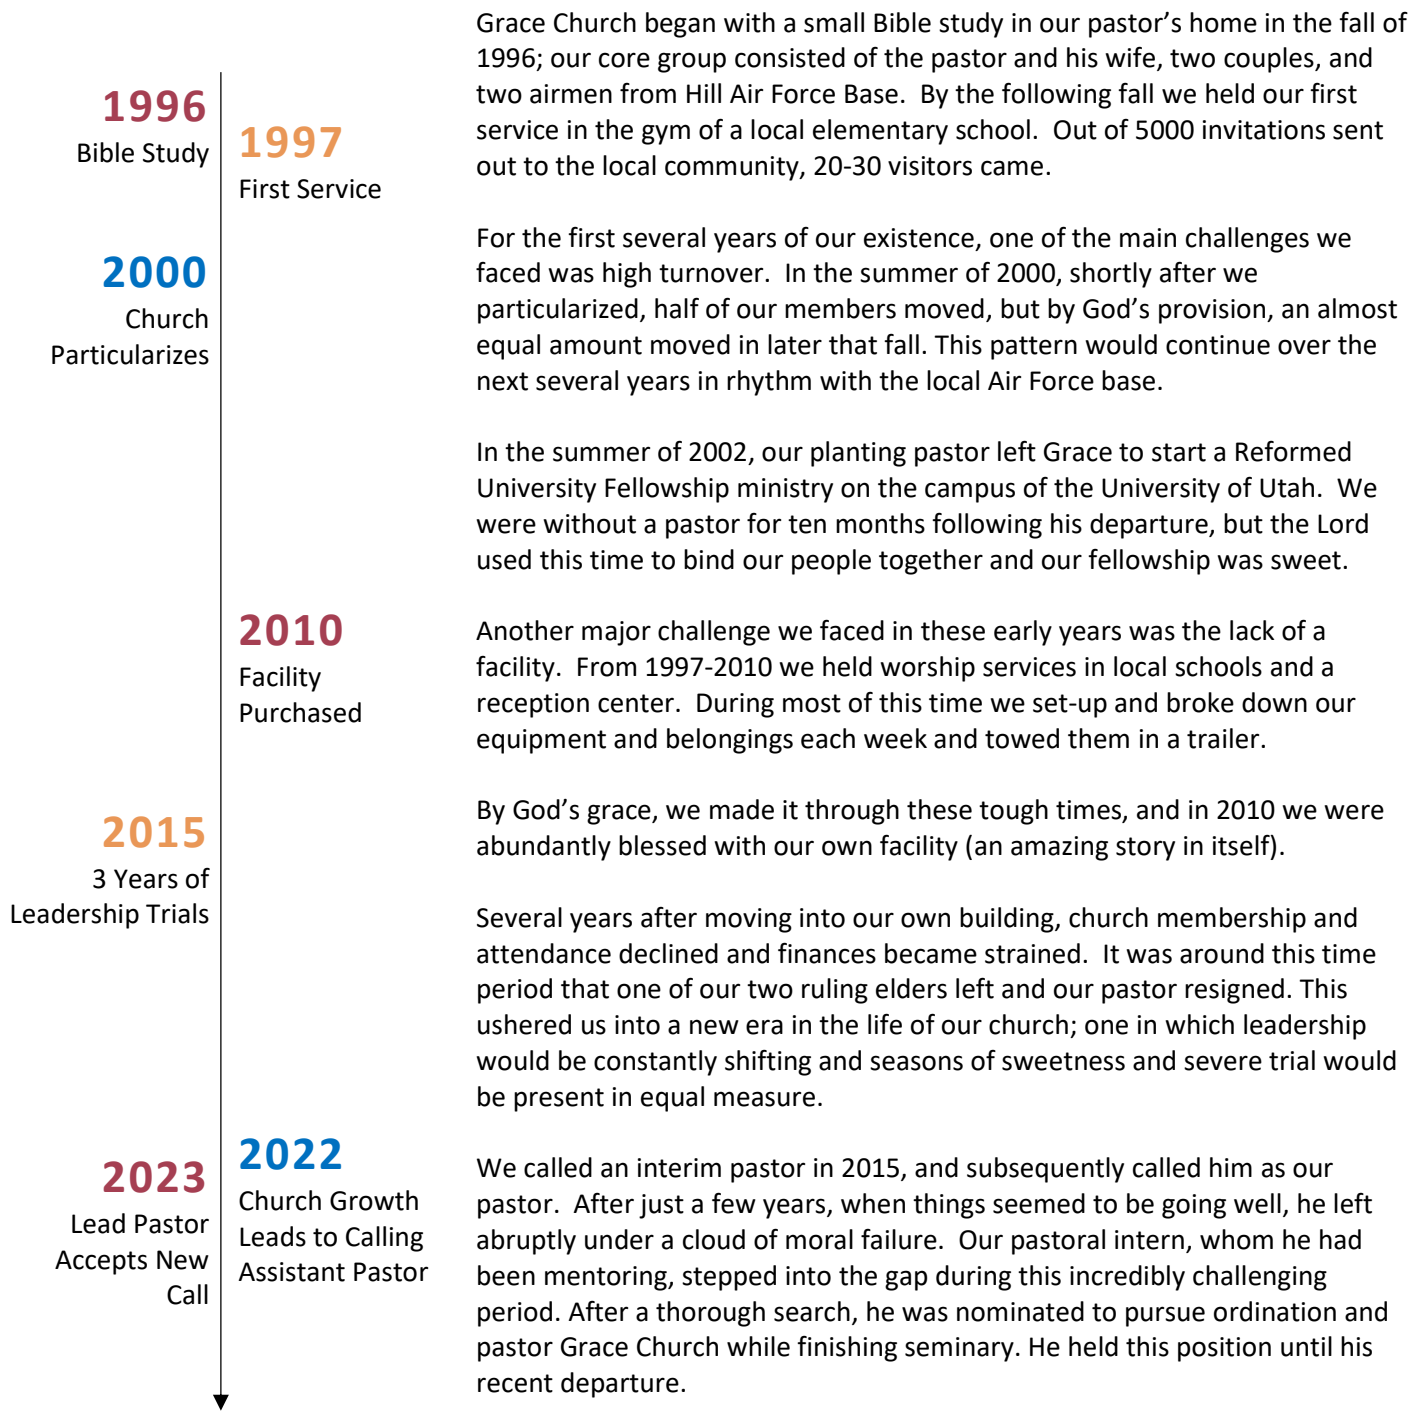 1996
Bible Study
1997
First Service
2000
Church
Particularizes
2010
Facility
Purchased
2015
3 Years of
Leadership Trials
2022
Church Growth
Leads to Calling
Assistant Pastor
2023
Lead Pastor
Accepts New
Call
Grace Church began with a small Bible study in our pastor’s home in the fall of
1996; our core group consisted of the pastor and his wife, two couples, and
two airmen from Hill Air Force Base.  By the following fall we held our first
service in the gym of a local elementary school.  Out of 5000 invitations sent
out to the local community, 20-30 visitors came.
For the first several years of our existence, one of the main challenges we
faced was high turnover.  In the summer of 2000, shortly after we
particularized, half of our members moved, but by God’s provision, an almost
equal amount moved in later that fall. This pattern would continue over the
next several years in rhythm with the local Air Force base.
In the summer of 2002, our planting pastor left Grace to start a Reformed
University Fellowship ministry on the campus of the University of Utah.  We
were without a pastor for ten months following his departure, but the Lord
used this time to bind our people together and our fellowship was sweet.
Another major challenge we faced in these early years was the lack of a
facility.  From 1997-2010 we held worship services in local schools and a
reception center.  During most of this time we set-up and broke down our
equipment and belongings each week and towed them in a trailer.
By God’s grace, we made it through these tough times, and in 2010 we were
abundantly blessed with our own facility (an amazing story in itself).
Several years after moving into our own building, church membership and
attendance declined and finances became strained.  It was around this time
period that one of our two ruling elders left and our pastor resigned. This
ushered us into a new era in the life of our church; one in which leadership
would be constantly shifting and seasons of sweetness and severe trial would
be present in equal measure.
We called an interim pastor in 2015, and subsequently called him as our
pastor.  After just a few years, when things seemed to be going well, he left
abruptly under a cloud of moral failure.  Our pastoral intern, whom he had
been mentoring, stepped into the gap during this incredibly challenging
period. After a thorough search, he was nominated to pursue ordination and
pastor Grace Church while finishing seminary. He held this position until his
recent departure.